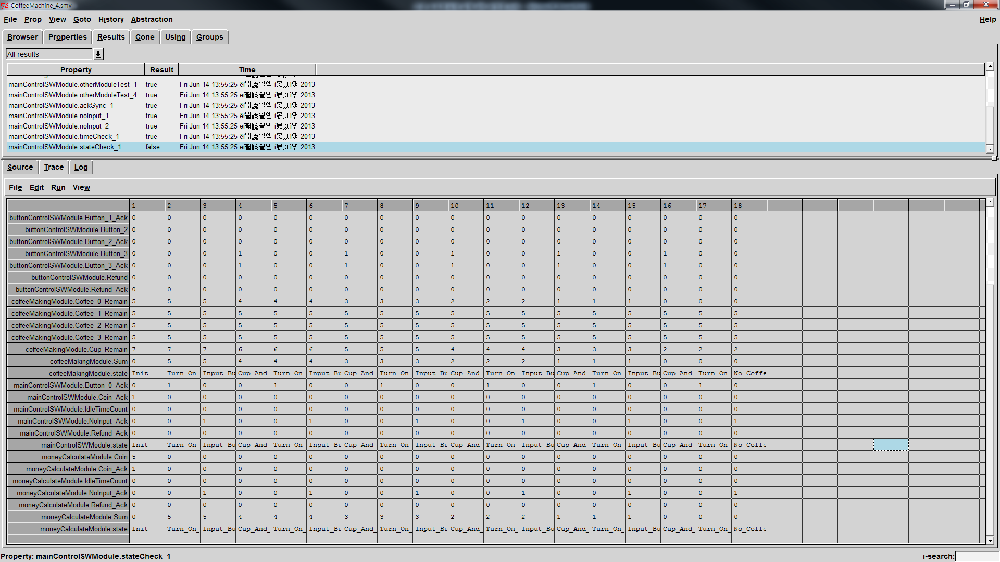 CoffeeMachine_4.smv
File Prop View Goto History Abstraction Help
Browser Properties Results Cone Using Groups
All results
Property Result Time
mainControlSWModule.otherModuleTest_1 true Fri Jun 14 13:55:25 2013
mainControlSWModule.otherModuleTest_4 true Fri Jun 14 13:55:25 2013
mainControlSWModule.ackSync_1 true Fri Jun 14 13:55:25 2013
mainControlSWModule.noInput_1 true Fri Jun 14 13:55:25 2013
mainControlSWModule.noInput_2 true Fri Jun 14 13:55:25 2013
mainControlSWModule.timeCheck_1 true Fri Jun 14 13:55:25 2013
mainControlSWModule.stateCheck_1 false Fri Jun 14 13:55:25 2013
Source Trace Log
File Edit Run View
1 2 3 4 5 6 7 8 9 10 11 12 13 14 15 16 17 18
buttonControlSWModule.Button_1_Ack 0 0 0 0 0 0 0 0 0 0 0 0 0 0 0 0 0 0
buttonControlSWModule.Button_2 0 0 0 0 0 0 0 0 0 0 0 0 0 0 0 0 0 0
buttonControlSWModule.Button_2_Ack 0 0 0 0 0 0 0 0 0 0 0 0 0 0 0 0 0 0
buttonControlSWModule.Button_3 0 0 0 1 0 0 1 0 0 1 0 0 1 0 0 1 0 0
buttonControlSWModule.Button_3_Ack 0 0 0 1 0 0 1 0 0 1 0 0 1 0 0 1 0 0
buttonControlSWModule.Refund 0 0 0 0 0 0 0 0 0 0 0 0 0 0 0 0 0 0
buttonControlSWModule.Refund_Ack 0 0 0 0 0 0 0 0 0 0 0 0 0 0 0 0 0 0
coffeeMakingModule.Coffee_0_Remain 5 5 5 4 4 4 3 3 3 2 2 2 1 1 1 0 0 0
coffeeMakingModule.Coffee_1_Remain 5 5 5 5 5 5 5 5 5 5 5 5 5 5 5 5 5 5
coffeeMakingModule.Coffee_2_Remain 5 5 5 5 5 5 5 5 5 5 5 5 5 5 5 5 5 5
coffeeMakingModule.Coffee_3_Remain 5 5 5 5 5 5 5 5 5 5 5 5 5 5 5 5 5 5
coffeeMakingModule.Cup_Remain 7 7 7 6 6 6 5 5 5 4 4 4 3 3 3 2 2 2
coffeeMakingModule.Sum 0 5 5 4 4 4 3 3 3 2 2 2 1 1 1 0 0 0
coffeeMakingModule.state Init Turn_On_ Input_Bu Cup_And_ Turn_On_ Input_Bu Cup_And_ Turn_On_ Input_Bu Cup_And_ Turn_On_ Input_Bu Cup_And_ Turn_On_ Input_Bu Cup_And_ Turn_On_ No_Coffe
mainControlSWModule.Button_0_Ack 0 1 0 0 1 0 0 1 0 0 1 0 0 1 0 0 1 0
mainControlSWModule.Coin_Ack 1 0 0 0 0 0 0 0 0 0 0 0 0 0 0 0 0 0
mainControlSWModule.IdleTimeCount 0 0 0 0 0 0 0 0 0 0 0 0 0 0 0 0 0 0
mainControlSWModule.NoInput_Ack 0 0 1 0 0 1 0 0 1 0 0 1 0 0 1 0 0 1
mainControlSWModule.Refund_Ack 0 0 0 0 0 0 0 0 0 0 0 0 0 0 0 0 0 0
mainControlSWModule.state Init Turn_On_ Input_Bu Cup_And_ Turn_On_ Input_Bu Cup_And_ Turn_On_ Input_Bu Cup_And_ Turn_On_ Input_Bu Cup_And_ Turn_On_ Input_Bu Cup_And_ Turn_On_ No_Coffe
moneyCalculateModule.Coin 5 0 0 0 0 0 0 0 0 0 0 0 0 0 0 0 0 0
moneyCalculateModule.Coin_Ack 1 0 0 0 0 0 0 0 0 0 0 0 0 0 0 0 0 0
moneyCalculateModule.IdleTimeCount 0 0 0 0 0 0 0 0 0 0 0 0 0 0 0 0 0 0
moneyCalculateModule.NoInput_Ack 0 0 1 0 0 1 0 0 1 0 0 1 0 0 1 0 0 1
moneyCalculateModule.Refund_Ack 0 0 0 0 0 0 0 0 0 0 0 0 0 0 0 0 0 0
moneyCalculateModule.Sum 0 5 5 4 4 4 3 3 3 2 2 2 1 1 1 0 0 0
moneyCalculateModule.state Init Turn_On_ Input_Bu Cup_And_ Turn_On_ Input_Bu Cup_And_ Turn_On_ Input_Bu Cup_And_ Turn_On_ Input_Bu Cup_And_ Turn_On_ Input_Bu Cup_And_ Turn_On_ No_Coffe
Property: mainControlSWModule.stateCheck_1 i-search: